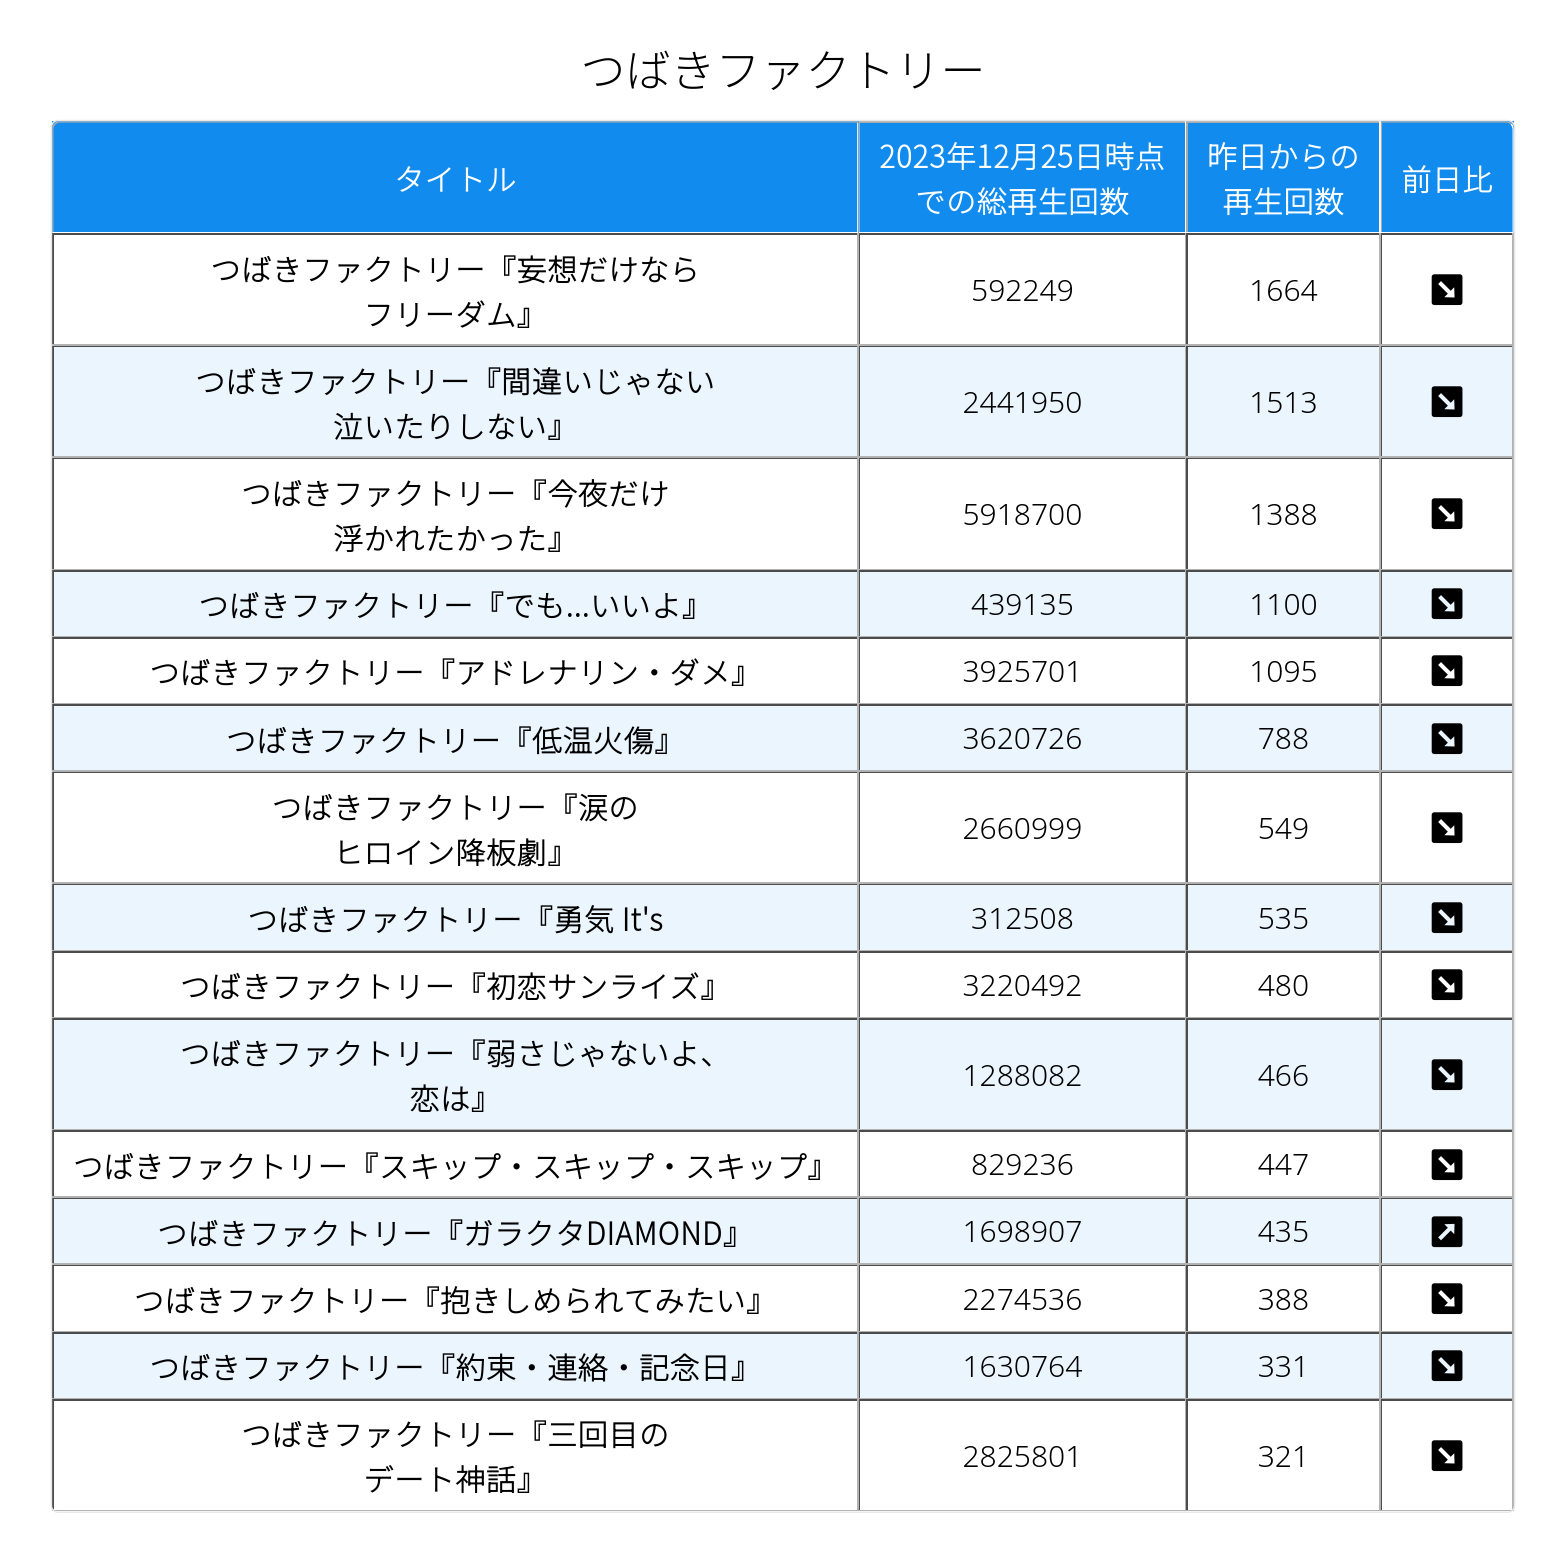 つばきファクトリー
タイトル
2023年12月25日時点
での総再生回数
昨日からの
再生回数
前日比
つばきファクトリー『妄想だけなら
フリーダム』
592249
1664
つばきファクトリー『間違いじゃない
泣いたりしない』
2441950
1513
つばきファクトリー『今夜だけ
浮かれたかった』
5918700
1388
つばきファクトリー『でも...いいよ』
439135
1100
つばきファクトリー『アドレナリン・ダメ』
3925701
1095
つばきファクトリー『低温火傷』
3620726
788
つばきファクトリー『涙の
ヒロイン降板劇』
2660999
549
つばきファクトリー『勇気 It's
312508
535
つばきファクトリー『初恋サンライズ』
3220492
480
つばきファクトリー『弱さじゃないよ、
恋は』
1288082
466
つばきファクトリー『スキップ・スキップ・スキップ』
829236
447
つばきファクトリー『ガラクタDIAMOND』
1698907
435
つばきファクトリー『抱きしめられてみたい』
2274536
388
つばきファクトリー『約束・連絡・記念日』
1630764
331
つばきファクトリー『三回目の
デート神話』
2825801
321